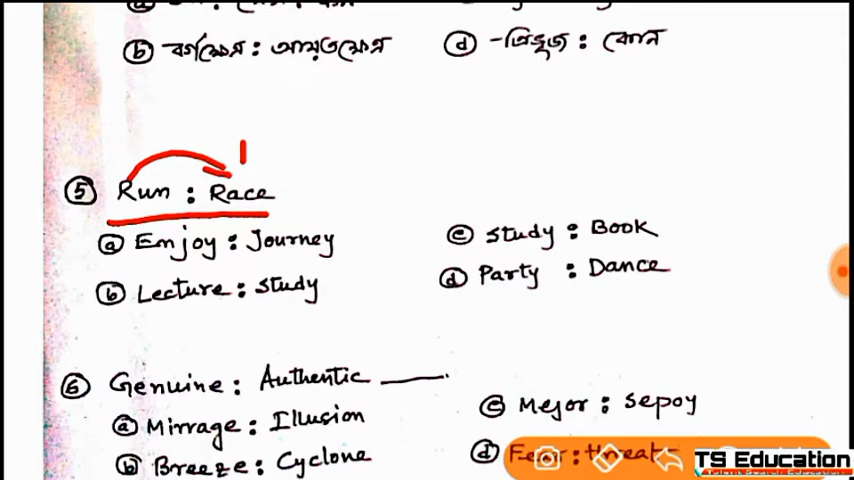 ⓑ বর্গক্ষেত্র : আয়তক্ষেত্র
ⓓ ত্রিভূজ : কোন
⑤ Run : Race
ⓐ Enjoy : Journey
ⓒ study : Book
ⓑ Lecture : study
ⓓ Party : Dance
⑥ Genuine : Authentic
ⓐ Mirrage : Illusion
ⓒ Mejor : sepoy
ⓑ Breeze : Cyclone
ⓓ Fear : threat
TS Education